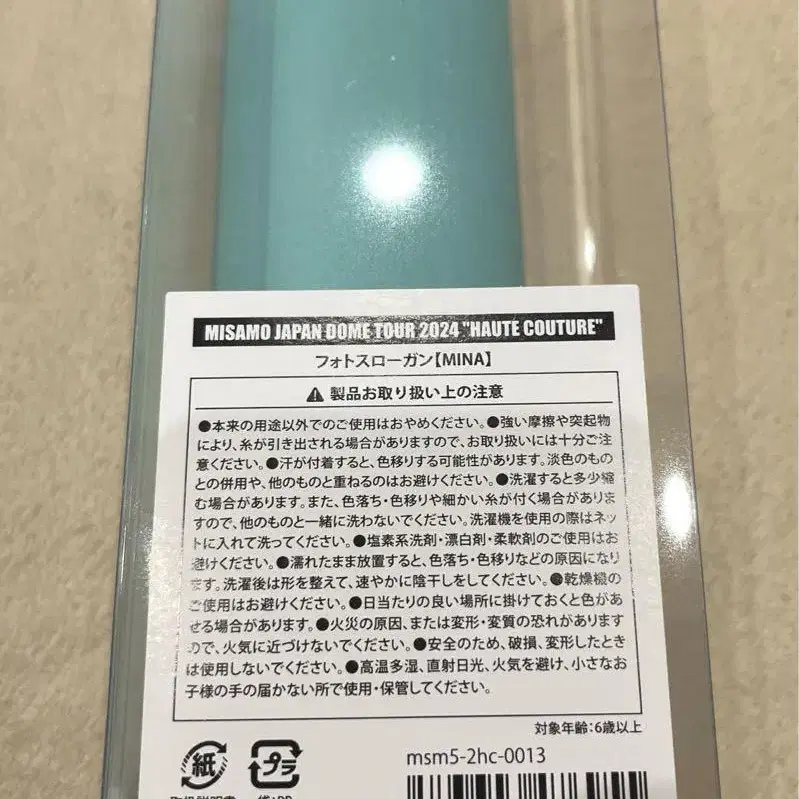 MISAMO JAPAN DOME TOUR 2024 "HAUTE COUTURE"
フォトスローガン【MINA】
製品お取り扱い上の注意
●本来の用途以外でのご使用はおやめください。●強い摩擦や突起物
により、糸が引き出される場合がありますので、お取り扱いには十分ご注
意ください。●汗が付着すると、色移りする可能性があります。淡色のもの
との併用や、他のものと重ねるのはお避けください。●洗濯すると多少縮
む場合があります。また、色落ち・色移りや細かい糸が付く場合がありま
すので、他のものと一緒に洗わないでください。洗濯機を使用の際はネッ
トに入れて洗ってください。●塩素系洗剤・漂白剤・柔軟剤のご使用はお
避けください。●濡れたまま放置すると、色落ち・色移りなどの原因になり
ます。洗濯後は形を整えて、速やかに陰干しをしてください。●乾燥機の
ご使用はお避けください。●日当たりの良い場所に掛けておくと色があ
せる場合があります。●火災の原因、または変形・変質の恐れがあります
ので、火気に近づけないでください。●安全のため、破損、変形したとき
は使用しないでください。●高温多湿、直射日光、火気を避け、小さなお
子様の手の届かない所で使用・保管してください。
対象年齢:6歳以上
紙 プラ msm5-2hc-0013